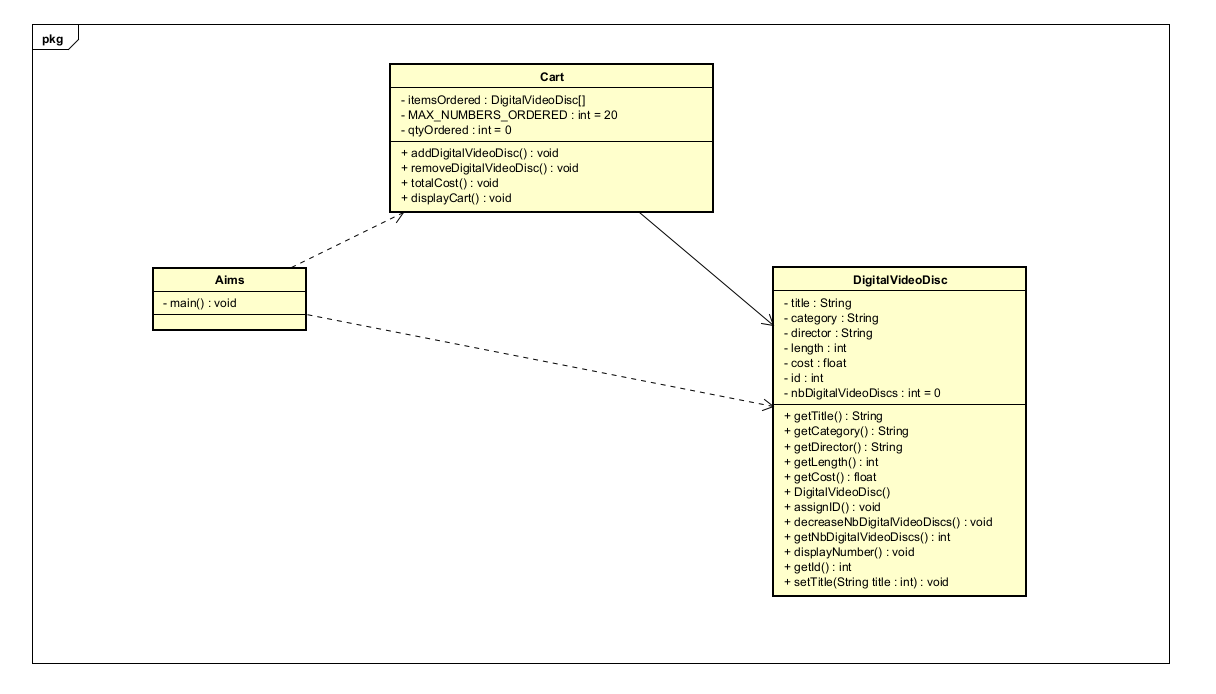 pkg
Cart
- itemsOrdered : DigitalVideoDisc[]
- MAX_NUMBERS_ORDERED : int = 20
- qtyOrdered : int = 0
+ addDigitalVideoDisc() : void
+ removeDigitalVideoDisc() : void
+ totalCost() : void
+ displayCart() : void
Aims
- main() : void
DigitalVideoDisc
- title : String
- category : String
- director : String
- length : int
- cost : float
- id : int
- nbDigitalVideoDiscs : int = 0
+ getTitle() : String
+ getCategory() : String
+ getDirector() : String
+ getLength() : int
+ getCost() : float
+ DigitalVideoDisc()
+ assignID() : void
+ decreaseNbDigitalVideoDiscs() : void
+ getNbDigitalVideoDiscs() : int
+ displayNumber() : void
+ getId() : int
+ setTitle(String title : int) : void